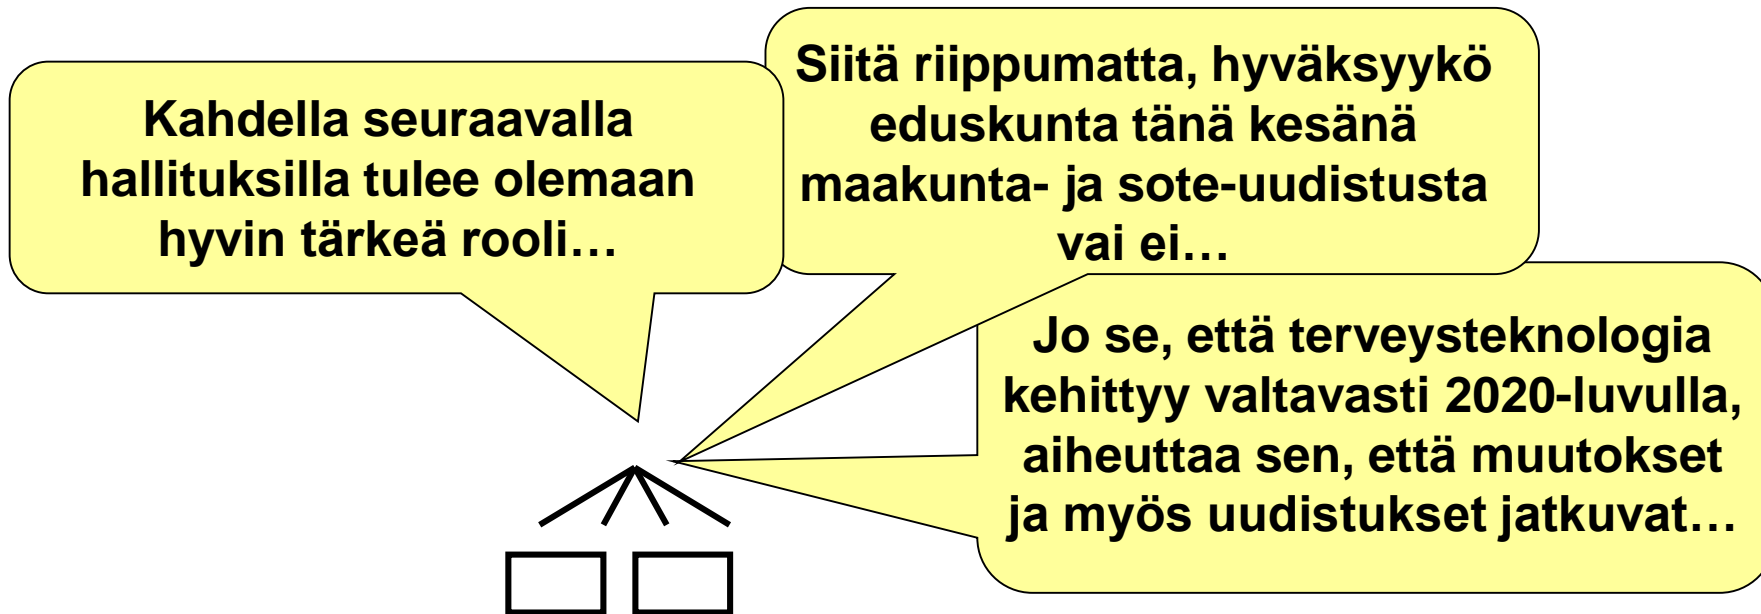 Kahdella seuraavalla
hallituksilla tulee olemaan
hyvin tärkeä rooli…
Siitä riippumatta, hyväksyykö
eduskunta tänä kesänä
maakunta- ja sote-uudistusta
vai ei…
Jo se, että terveysteknologia
kehittyy valtavasti 2020-luvulla,
aiheuttaa sen, että muutokset
ja myös uudistukset jatkuvat…